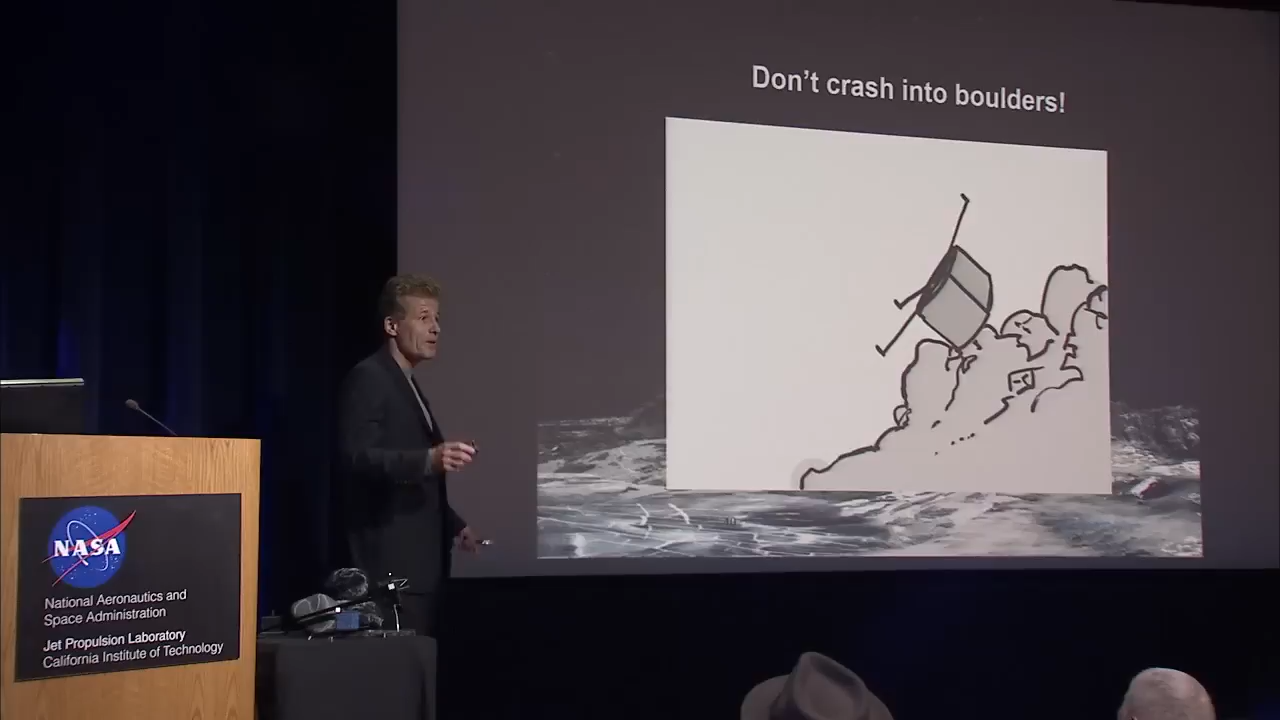 Don't crash into boulders!
NASA
National Aeronautics and
Space Administration
Jet Propulsion Laboratory
California Institute of Technology